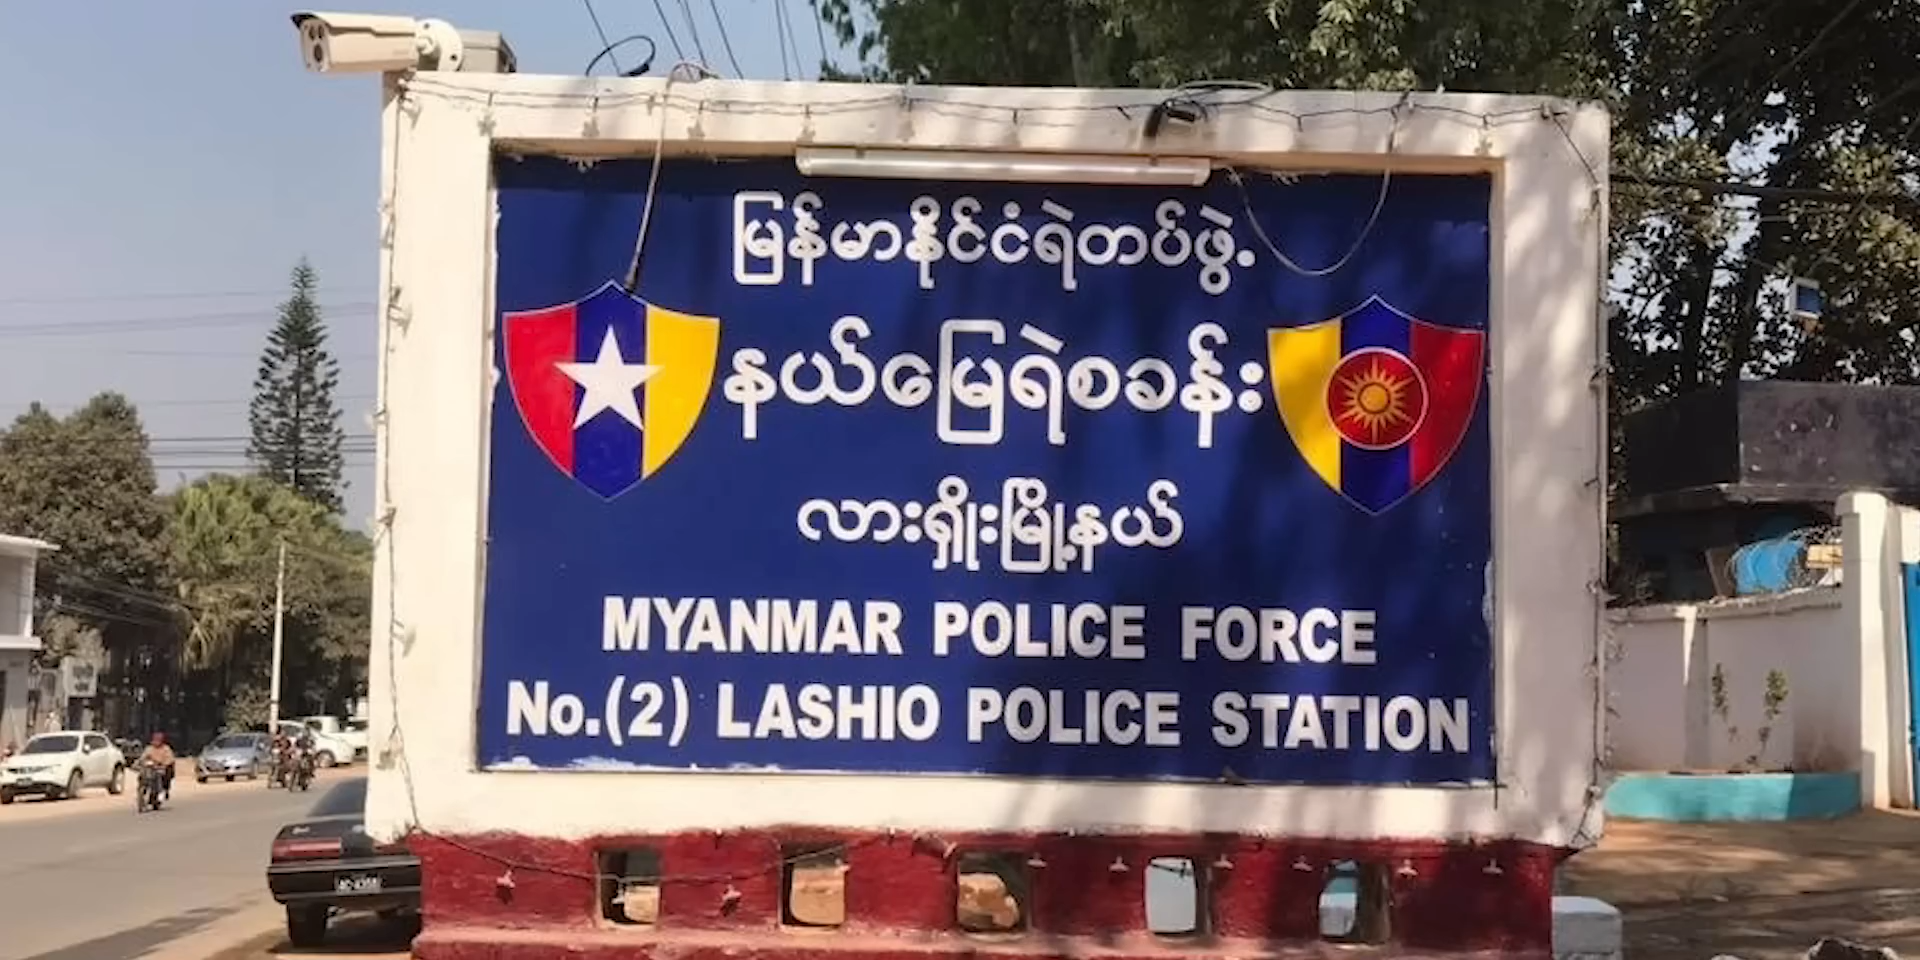 မြန်မာနိုင်ငံရဲတပ်ဖွဲ့
နယ်မြေရဲစခန်း
လားရှိုးမြို့နယ်
MYANMAR POLICE FORCE
No.(2) LASHIO POLICE STATION